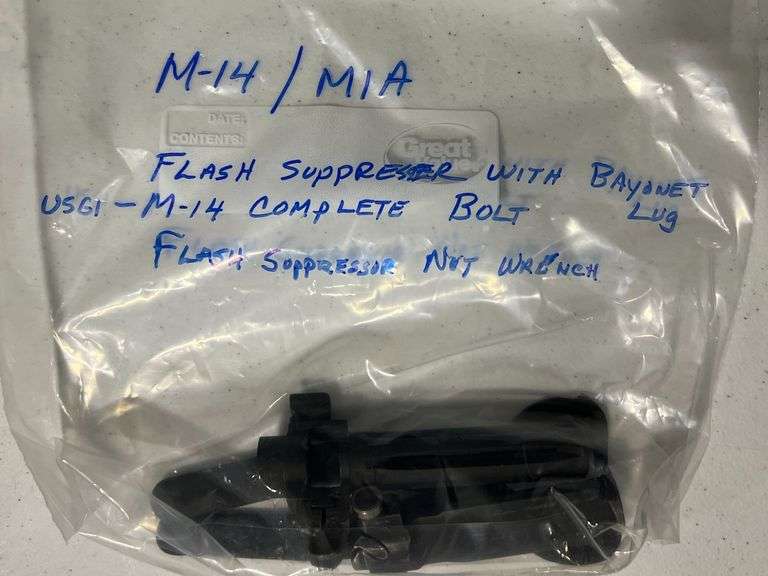 M-14 / M1A
DATE:
CONTENTS:
Great
FLASH SUPPRESSER WITH BAYONET
USGI - M-14 COMPLETE BOLT LUG
FLASH SUPPRESSOR NUT WRENCH